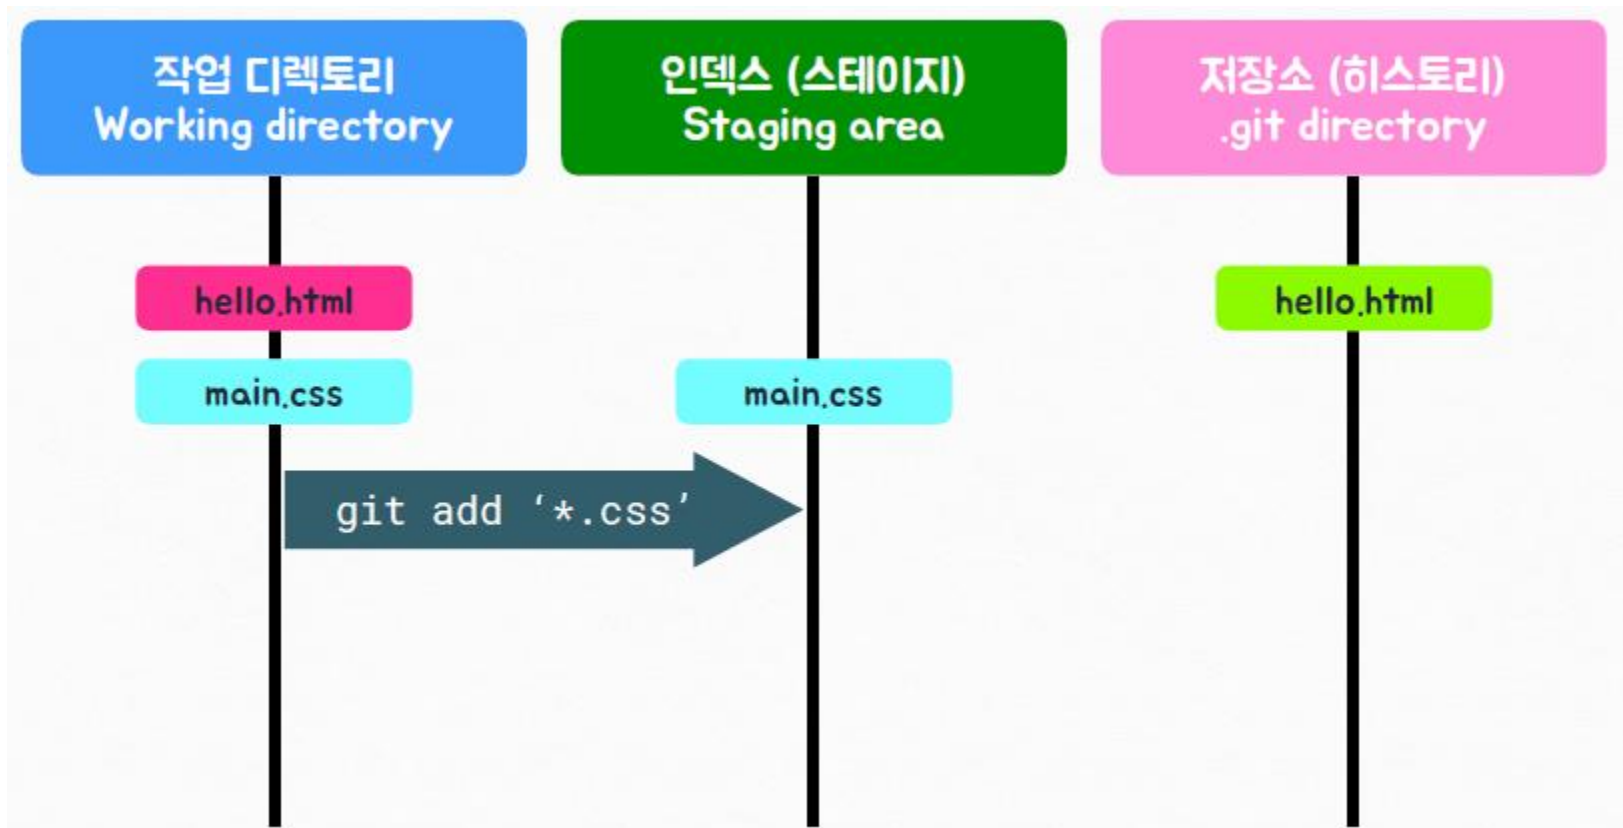 작업 디렉토리
Working directory
인덱스 (스테이지)
Staging area
저장소 (히스토리)
.git directory
hello.html
hello.html
main.css
main.css
git add ‘*.css’